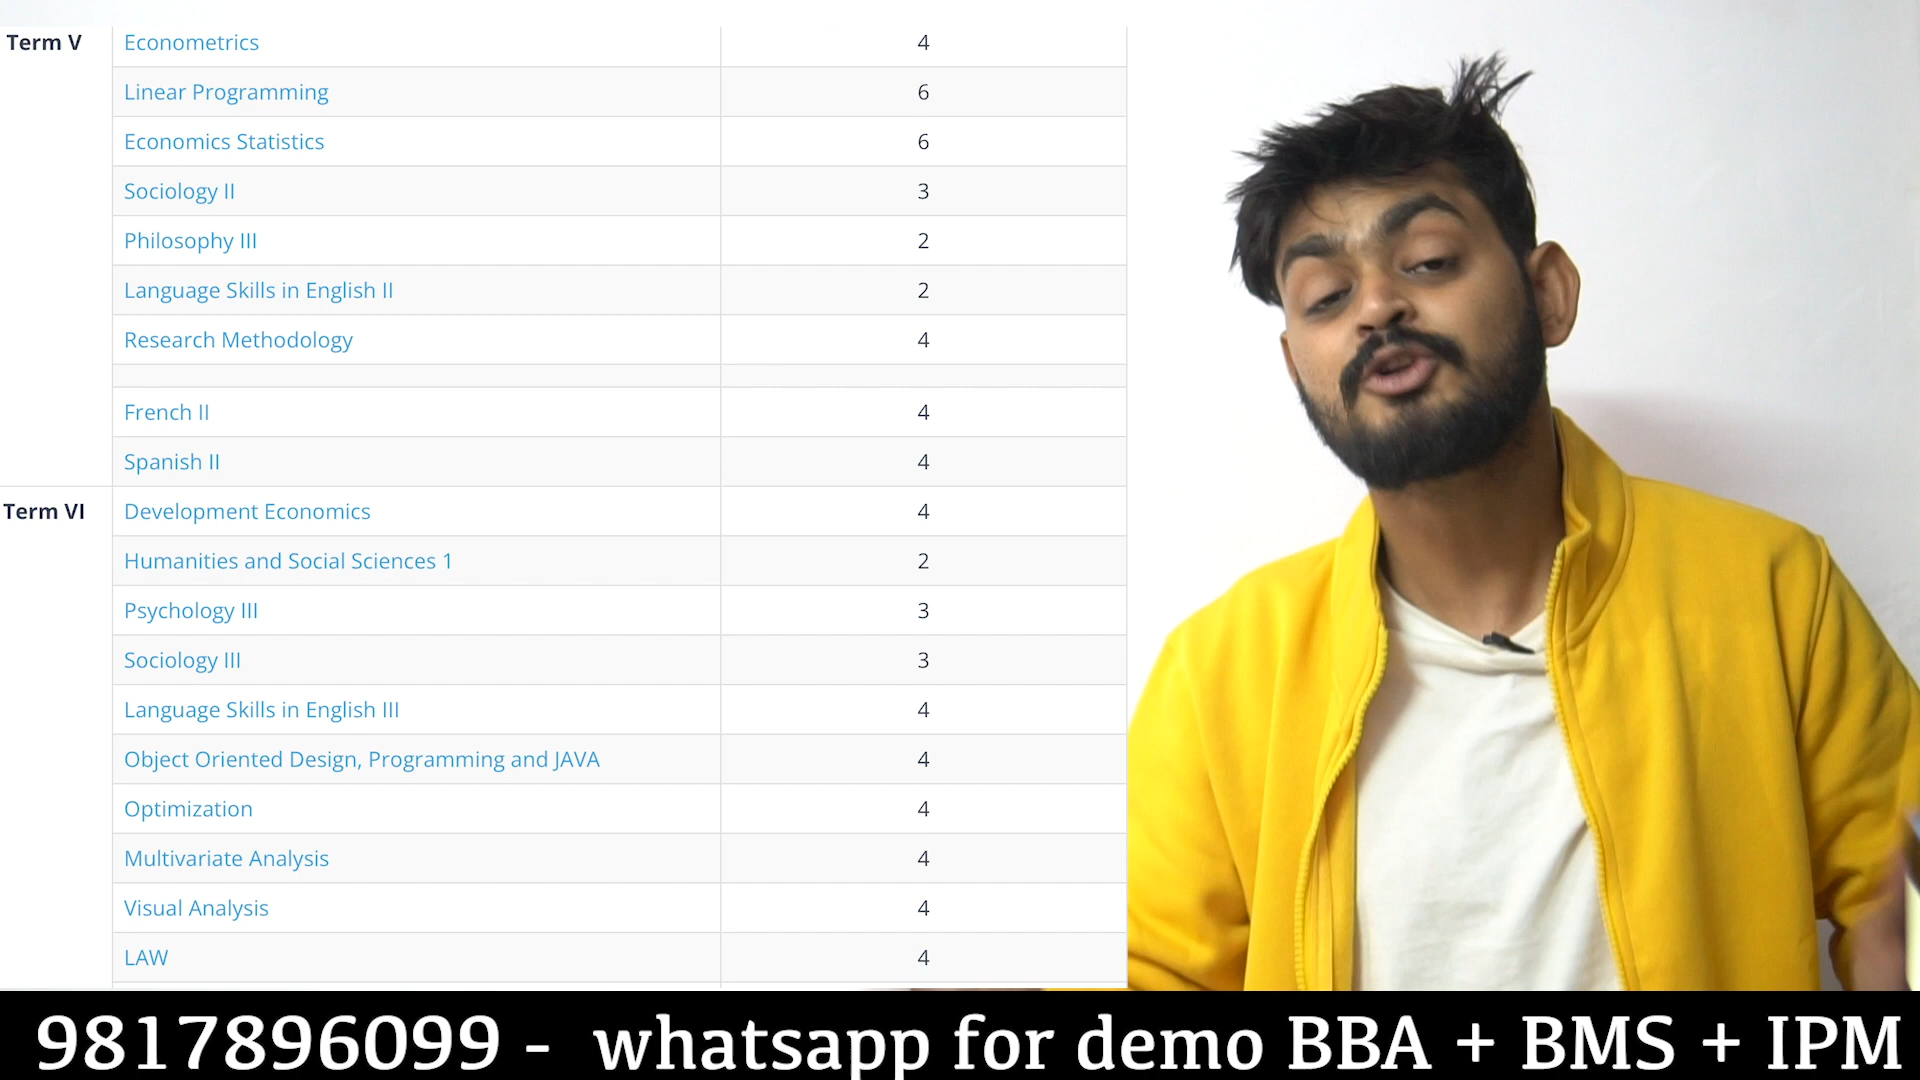 Term V Econometrics 4
Linear Programming 6
Economics Statistics 6
Sociology II 3
Philosophy III 2
Language Skills in English II 2
Research Methodology 4
French II 4
Spanish II 4
Term VI Development Economics 4
Humanities and Social Sciences 1 2
Psychology III 3
Sociology III 3
Language Skills in English III 4
Object Oriented Design, Programming and JAVA 4
Optimization 4
Multivariate Analysis 4
Visual Analysis 4
LAW 4
9817896099 - whatsapp for demo BBA + BMS + IPM